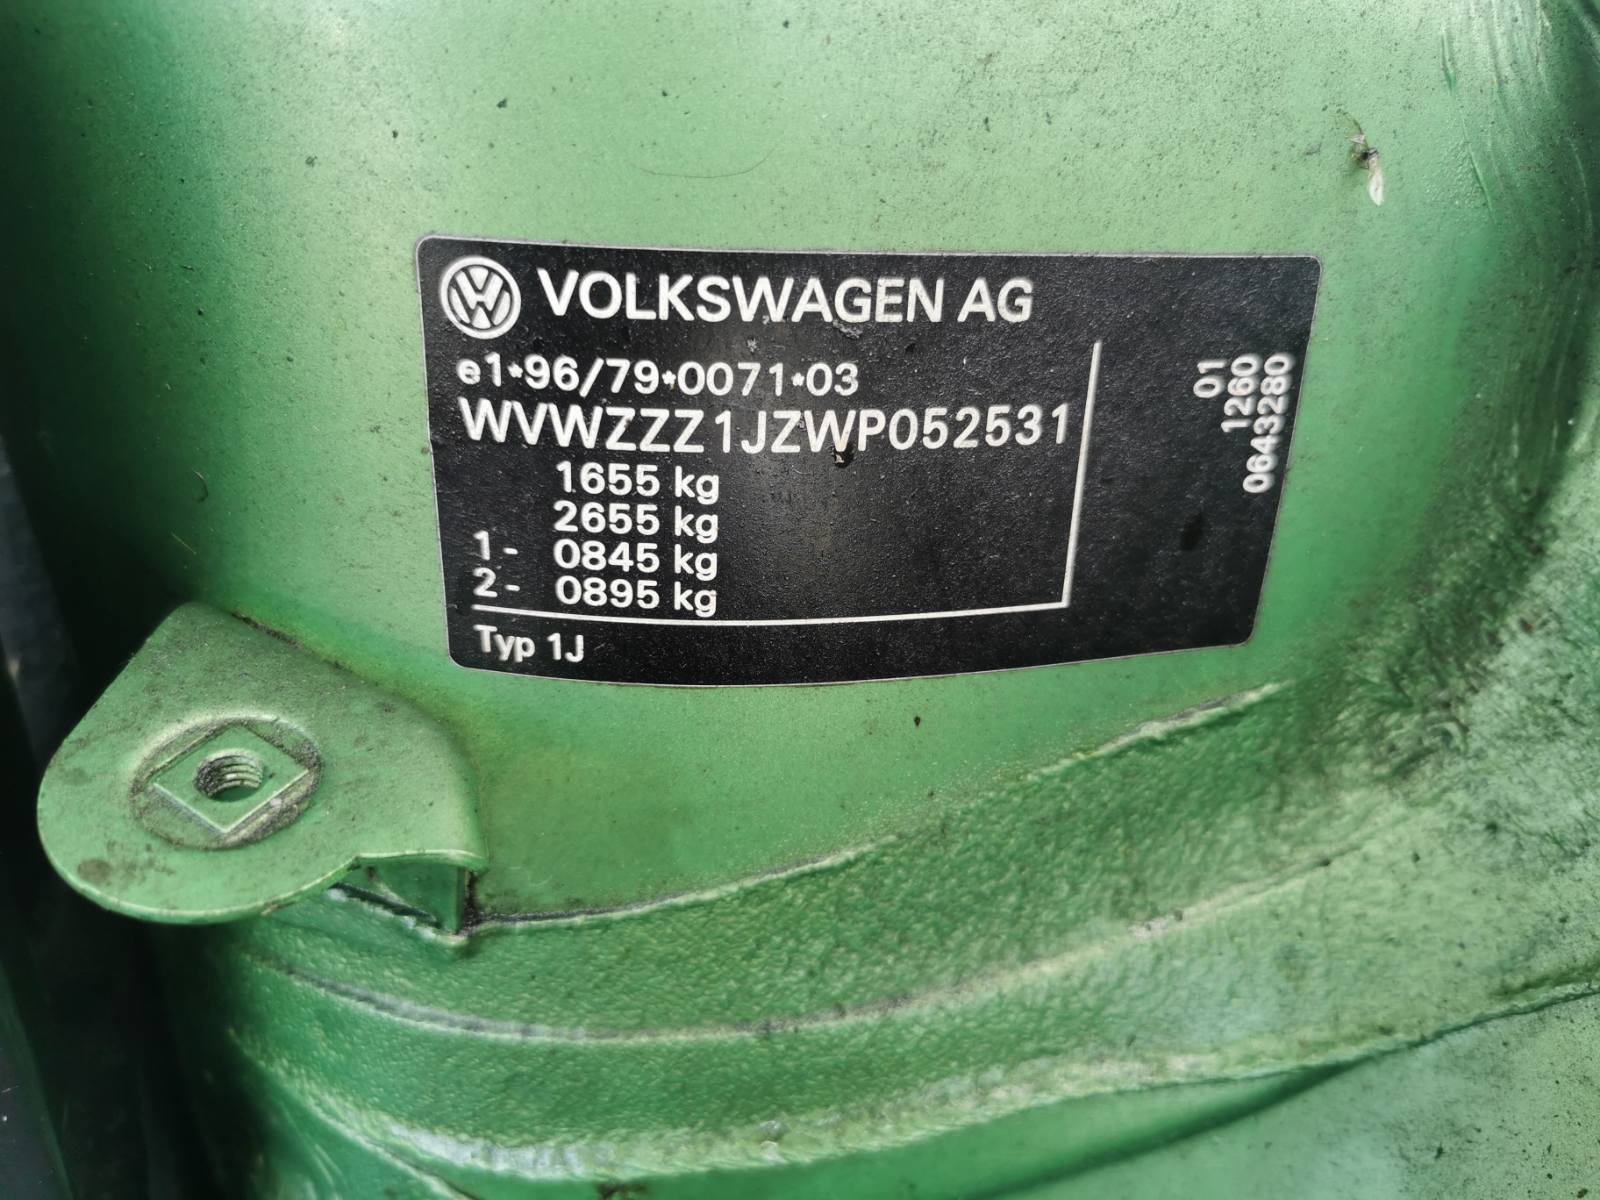 VOLKSWAGEN AG
e1*96/79*0071*03
WVWZZZ1JZWP052531
1655 kg
2655 kg
1- 0845 kg
2- 0895 kg
Typ 1J
01
1260
0643280